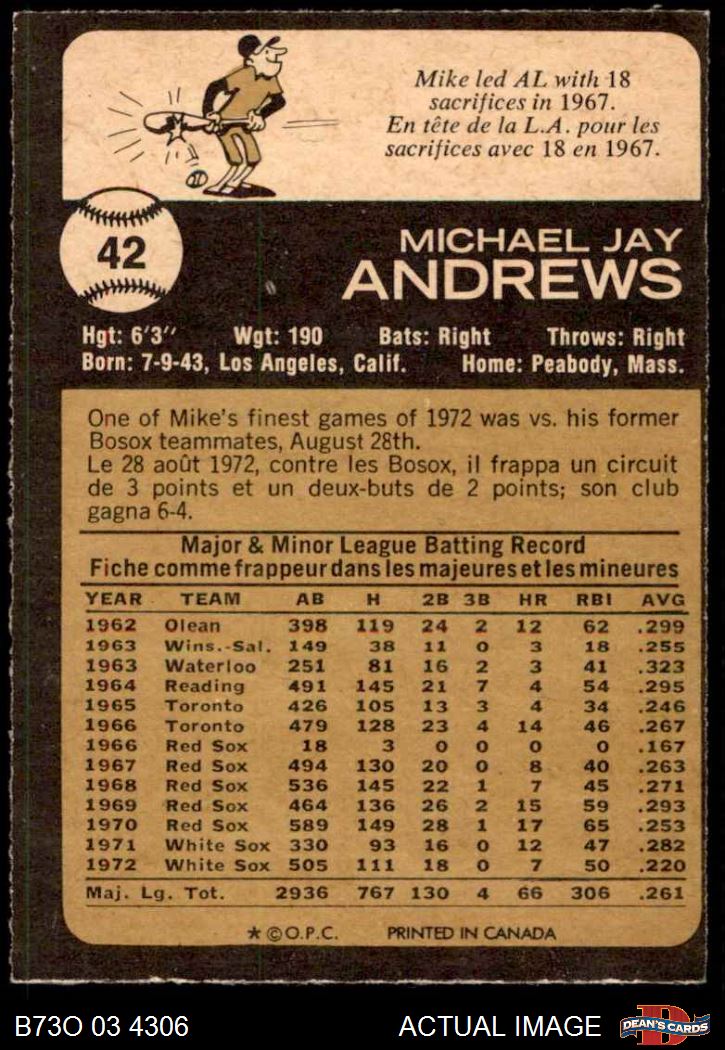 Mike led AL with 18
sacrifices in 1967.
En tête de la L.A. pour les
sacrifices avec 18 en 1967.
42
MICHAEL JAY
ANDREWS
Hgt: 6'3" Wgt: 190 Bats: Right Throws: Right
Born: 7-9-43, Los Angeles, Calif. Home: Peabody, Mass.
One of Mike's finest games of 1972 was vs. his former
Bosox teammates, August 28th.
Le 28 août 1972, contre les Bosox, il frappa un circuit
de 3 points et un deux-buts de 2 points; son club
gagna 6-4.
Major & Minor League Batting Record
Fiche comme frappeur dans les majeures et les mineures
YEAR TEAM AB H 2B 3B HR RBI AVG
1962 Olean 398 119 24 2 12 62 .299
1963 Wins.-Sal. 149 38 11 0 3 18 .255
1963 Waterloo 251 81 16 2 3 41 .323
1964 Reading 491 145 21 7 4 54 .295
1965 Toronto 426 105 13 3 4 34 .246
1966 Toronto 479 128 23 4 14 46 .267
1966 Red Sox 18 3 0 0 0 0 .167
1967 Red Sox 494 130 20 0 8 40 .263
1968 Red Sox 536 145 22 1 7 45 .271
1969 Red Sox 464 136 26 2 15 59 .293
1970 Red Sox 589 149 28 1 17 65 .253
1971 White Sox 330 93 16 0 12 47 .282
1972 White Sox 505 111 18 0 7 50 .220
Maj. Lg. Tot. 2936 767 130 4 66 306 .261
★ © O.P.C. PRINTED IN CANADA
B73O 03 4306 ACTUAL IMAGE D DEAN'S CARDS